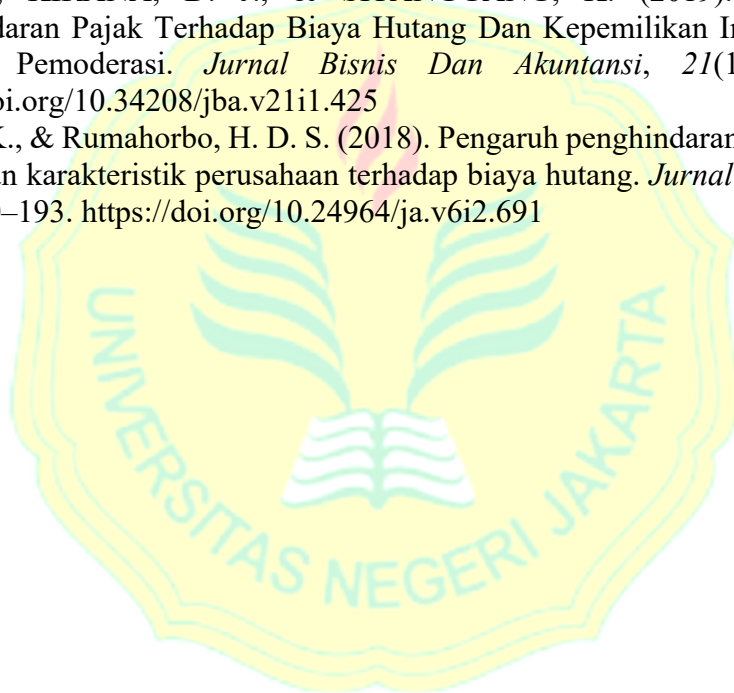 daran Pajak Terhadap Biaya Hutang Dan Kepemilikan In
Pemoderasi. Jurnal Bisnis Dan Akuntansi, 21(1
oi.org/10.34208/jba.v21i1.425
K., & Rumahorbo, H. D. S. (2018). Pengaruh penghindaran
an karakteristik perusahaan terhadap biaya hutang. Jurnal
–193. https://doi.org/10.24964/ja.v6i2.691
UNIVERSITAS NEGERI JAKARTA